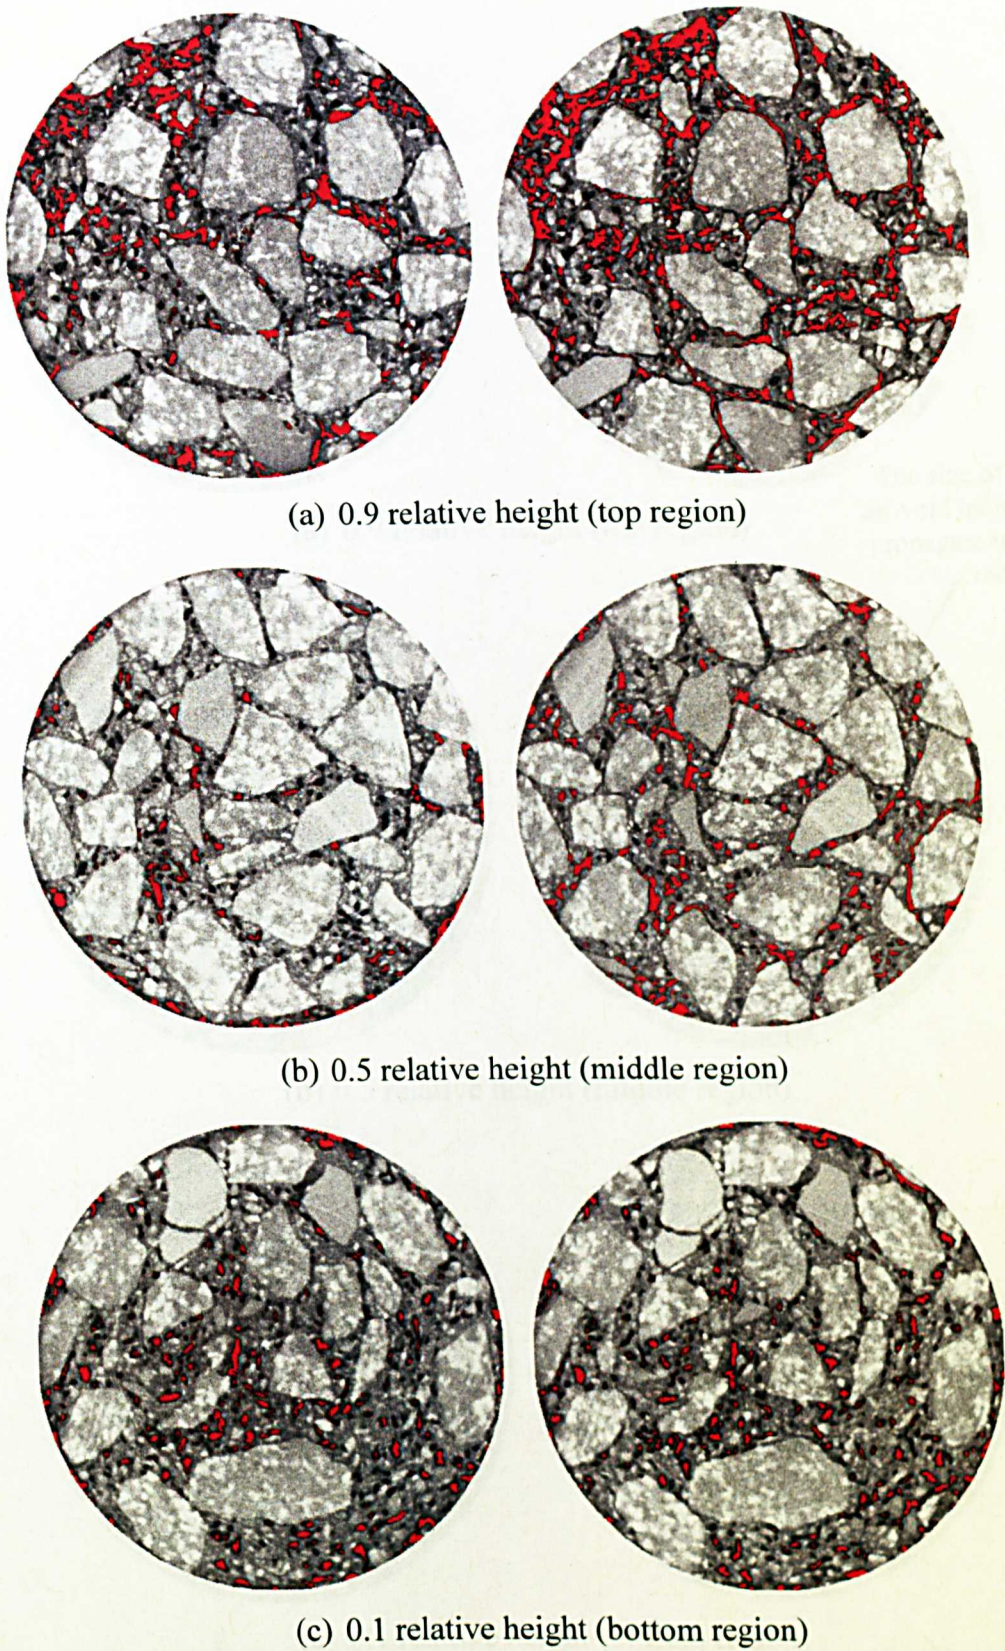 (a) 0.9 relative height (top region)
(b) 0.5 relative height (middle region)
(c) 0.1 relative height (bottom region)